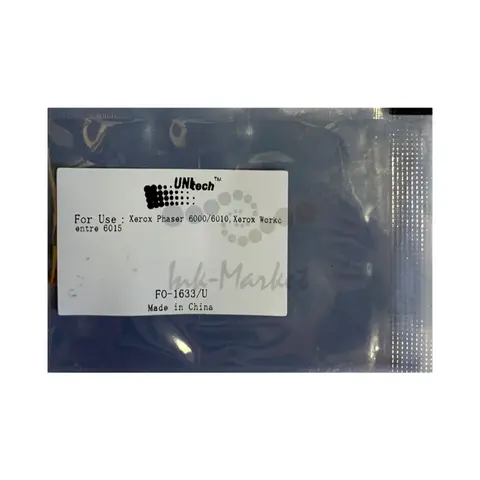 UNItech™
For Use : Xerox Phaser 6000/6010,Xerox Workc
entre 6015
Ink-Market
FO-1633/U
Made in China